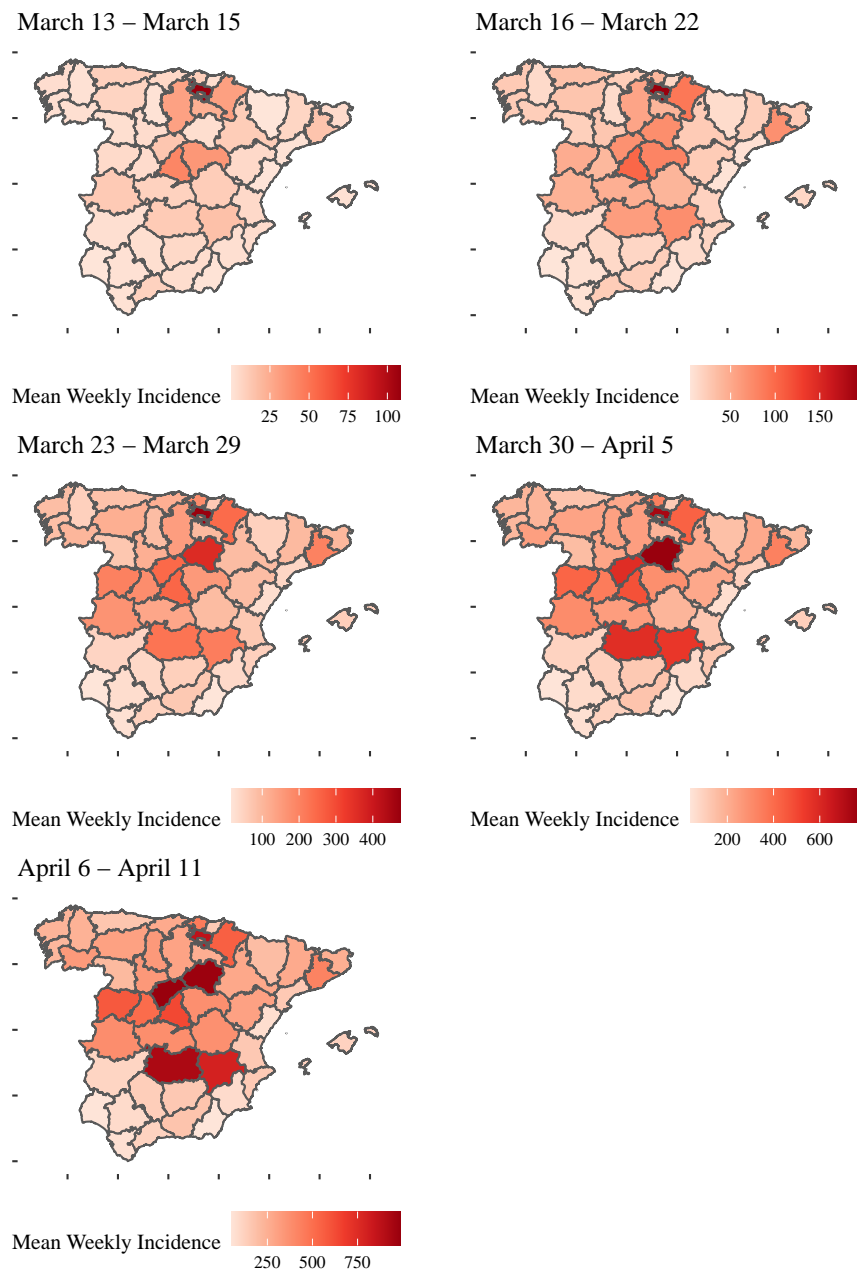 March 13 – March 15
March 16 – March 22
Mean Weekly Incidence
25 50 75 100
Mean Weekly Incidence
50 100 150
March 23 – March 29
March 30 – April 5
Mean Weekly Incidence
100 200 300 400
Mean Weekly Incidence
200 400 600
April 6 – April 11
Mean Weekly Incidence
250 500 750